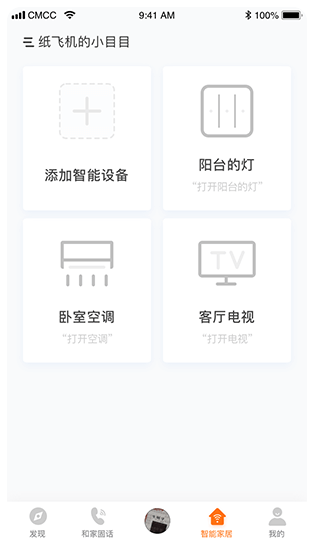 CMCC 9:41 AM 100%
纸飞机的小目目
添加智能设备
阳台的灯
“打开阳台的灯”
TV
卧室空调
“打开空调”
客厅电视
“打开电视”
发现 和家固话 智能家居 我的